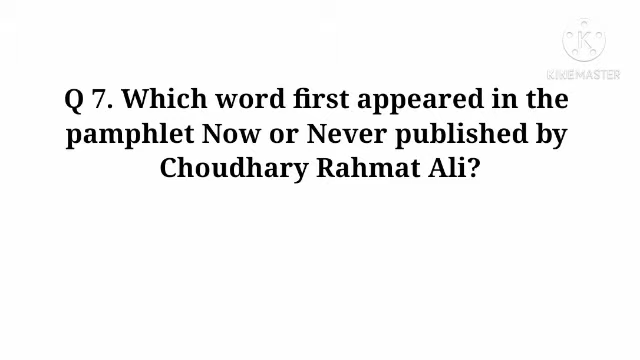 KINEMASTER
Q 7. Which word first appeared in the
pamphlet Now or Never published by
Choudhary Rahmat Ali?